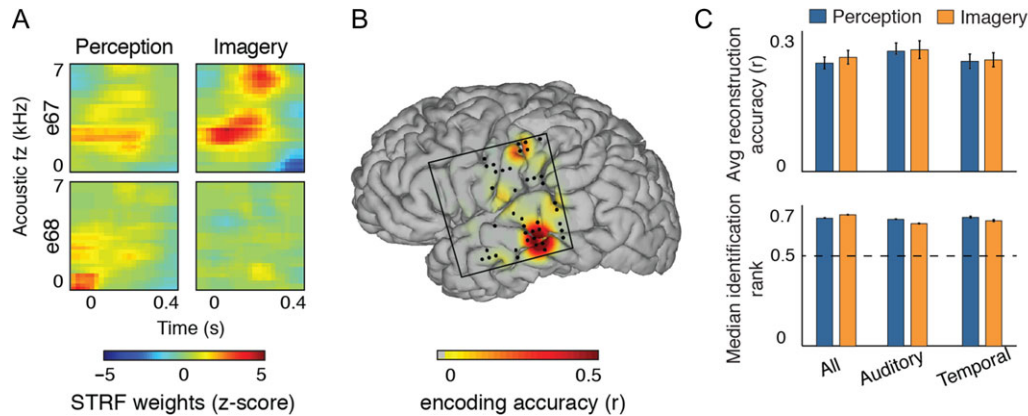 A
Perception
Imagery
Acoustic fz (kHz)
e67
7
0
e68
7
0
0
0.4
0
0.4
Time (s)
−5
0
5
STRF weights (z-score)
B
0
0.5
encoding accuracy (r)
C
Perception
Imagery
Avg reconstruction
accuracy (r)
0.3
0
Median identification
rank
0.7
0.5
0
All
Auditory
Temporal